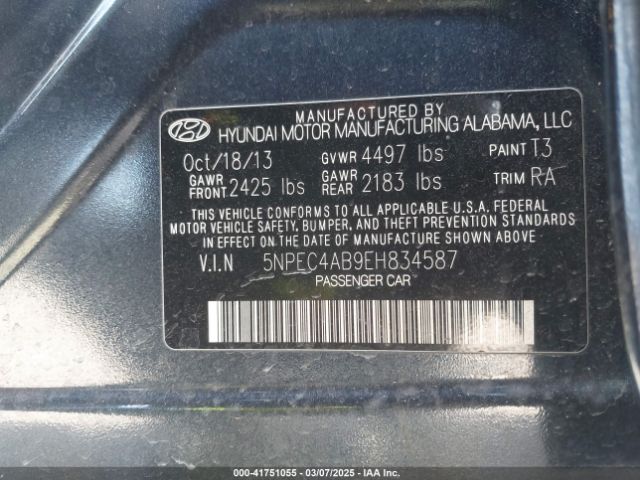 MANUFACTURED BY
HYUNDAI MOTOR MANUFACTURING ALABAMA, LLC
Oct/18/13 GVWR 4497 lbs PAINT T3
GAWR FRONT 2425 lbs GAWR REAR 2183 lbs TRIM RA
THIS VEHICLE CONFORMS TO ALL APPLICABLE U.S.A. FEDERAL
MOTOR VEHICLE SAFETY, BUMPER, AND THEFT PREVENTION STANDARDS
IN EFFECT ON THE DATE OF MANUFACTURE SHOWN ABOVE.
V.I.N 5NPEC4AB9EH834587
PASSENGER CAR
000-41751055 — 03/07/2025 — IAA Inc.